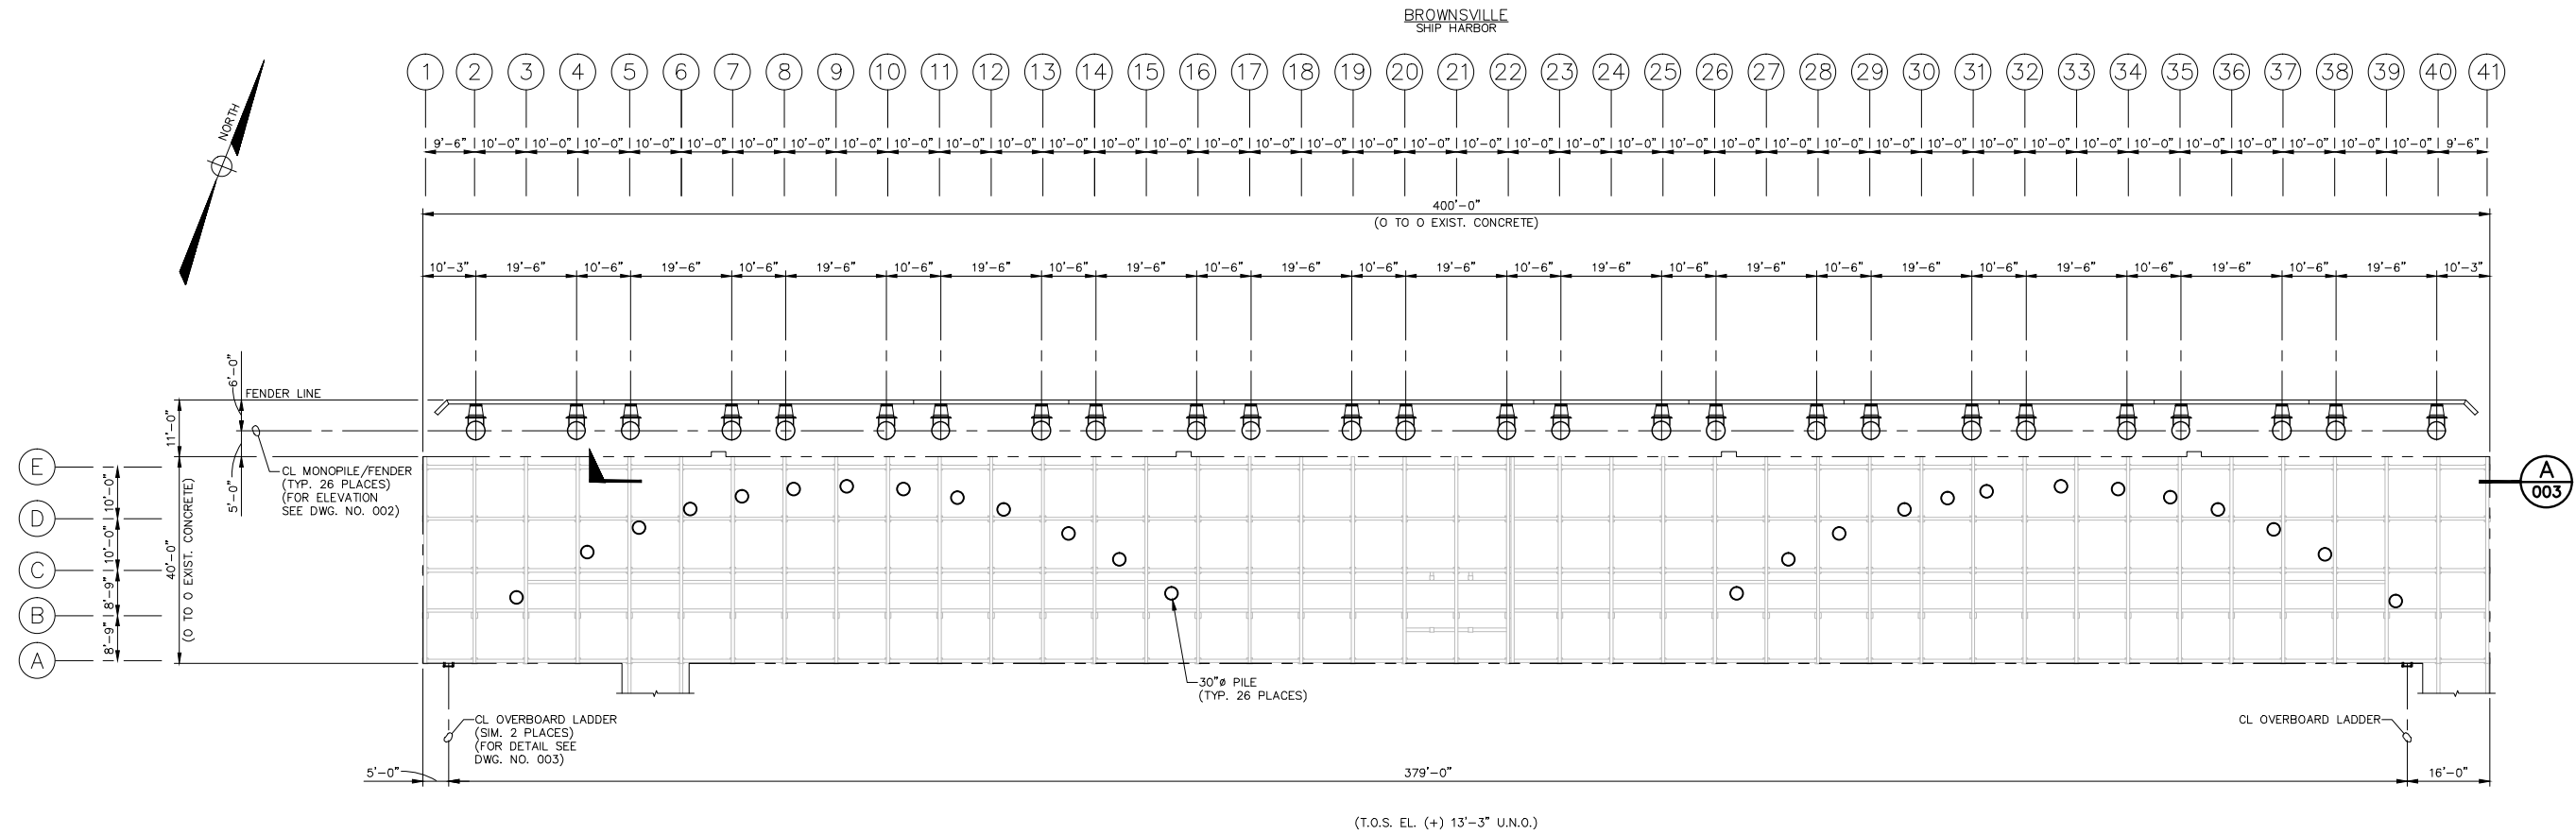 BROWNSVILLE
SHIP HARBOR
1 2 3 4 5 6 7 8 9 10 11 12 13 14 15 16 17 18 19 20 21 22 23 24 25 26 27 28 29 30 31 32 33 34 35 36 37 38 39 40 41
NORTH
9'-6" 10'-0" 10'-0" 10'-0" 10'-0" 10'-0" 10'-0" 10'-0" 10'-0" 10'-0" 10'-0" 10'-0" 10'-0" 10'-0" 10'-0" 10'-0" 10'-0" 10'-0" 10'-0" 10'-0" 10'-0" 10'-0" 10'-0" 10'-0" 10'-0" 10'-0" 10'-0" 10'-0" 10'-0" 10'-0" 10'-0" 10'-0" 10'-0" 10'-0" 10'-0" 10'-0" 10'-0" 10'-0" 10'-0" 9'-6"
400'-0"
(O TO O EXIST. CONCRETE)
10'-3" 19'-6" 10'-6" 19'-6" 10'-6" 19'-6" 10'-6" 19'-6" 10'-6" 19'-6" 10'-6" 19'-6" 10'-6" 19'-6" 10'-6" 19'-6" 10'-6" 19'-6" 10'-6" 19'-6" 10'-6" 19'-6" 10'-6" 19'-6" 10'-6" 19'-6" 10'-3"
6'-0"
FENDER LINE
11'-0"
5'-0"
CL MONOPILE/FENDER
(TYP. 26 PLACES)
(FOR ELEVATION
SEE DWG. NO. 002)
E
D
C
B
A
10'-0"
10'-0"
8'-9"
8'-9"
40'-0"
(O TO O EXIST. CONCRETE)
A
003
30"ø PILE
(TYP. 26 PLACES)
CL OVERBOARD LADDER
(SIM. 2 PLACES)
(FOR DETAIL SEE
DWG. NO. 003)
CL OVERBOARD LADDER
5'-0" 379'-0" 16'-0"
(T.O.S. EL. (+) 13'-3" U.N.O.)